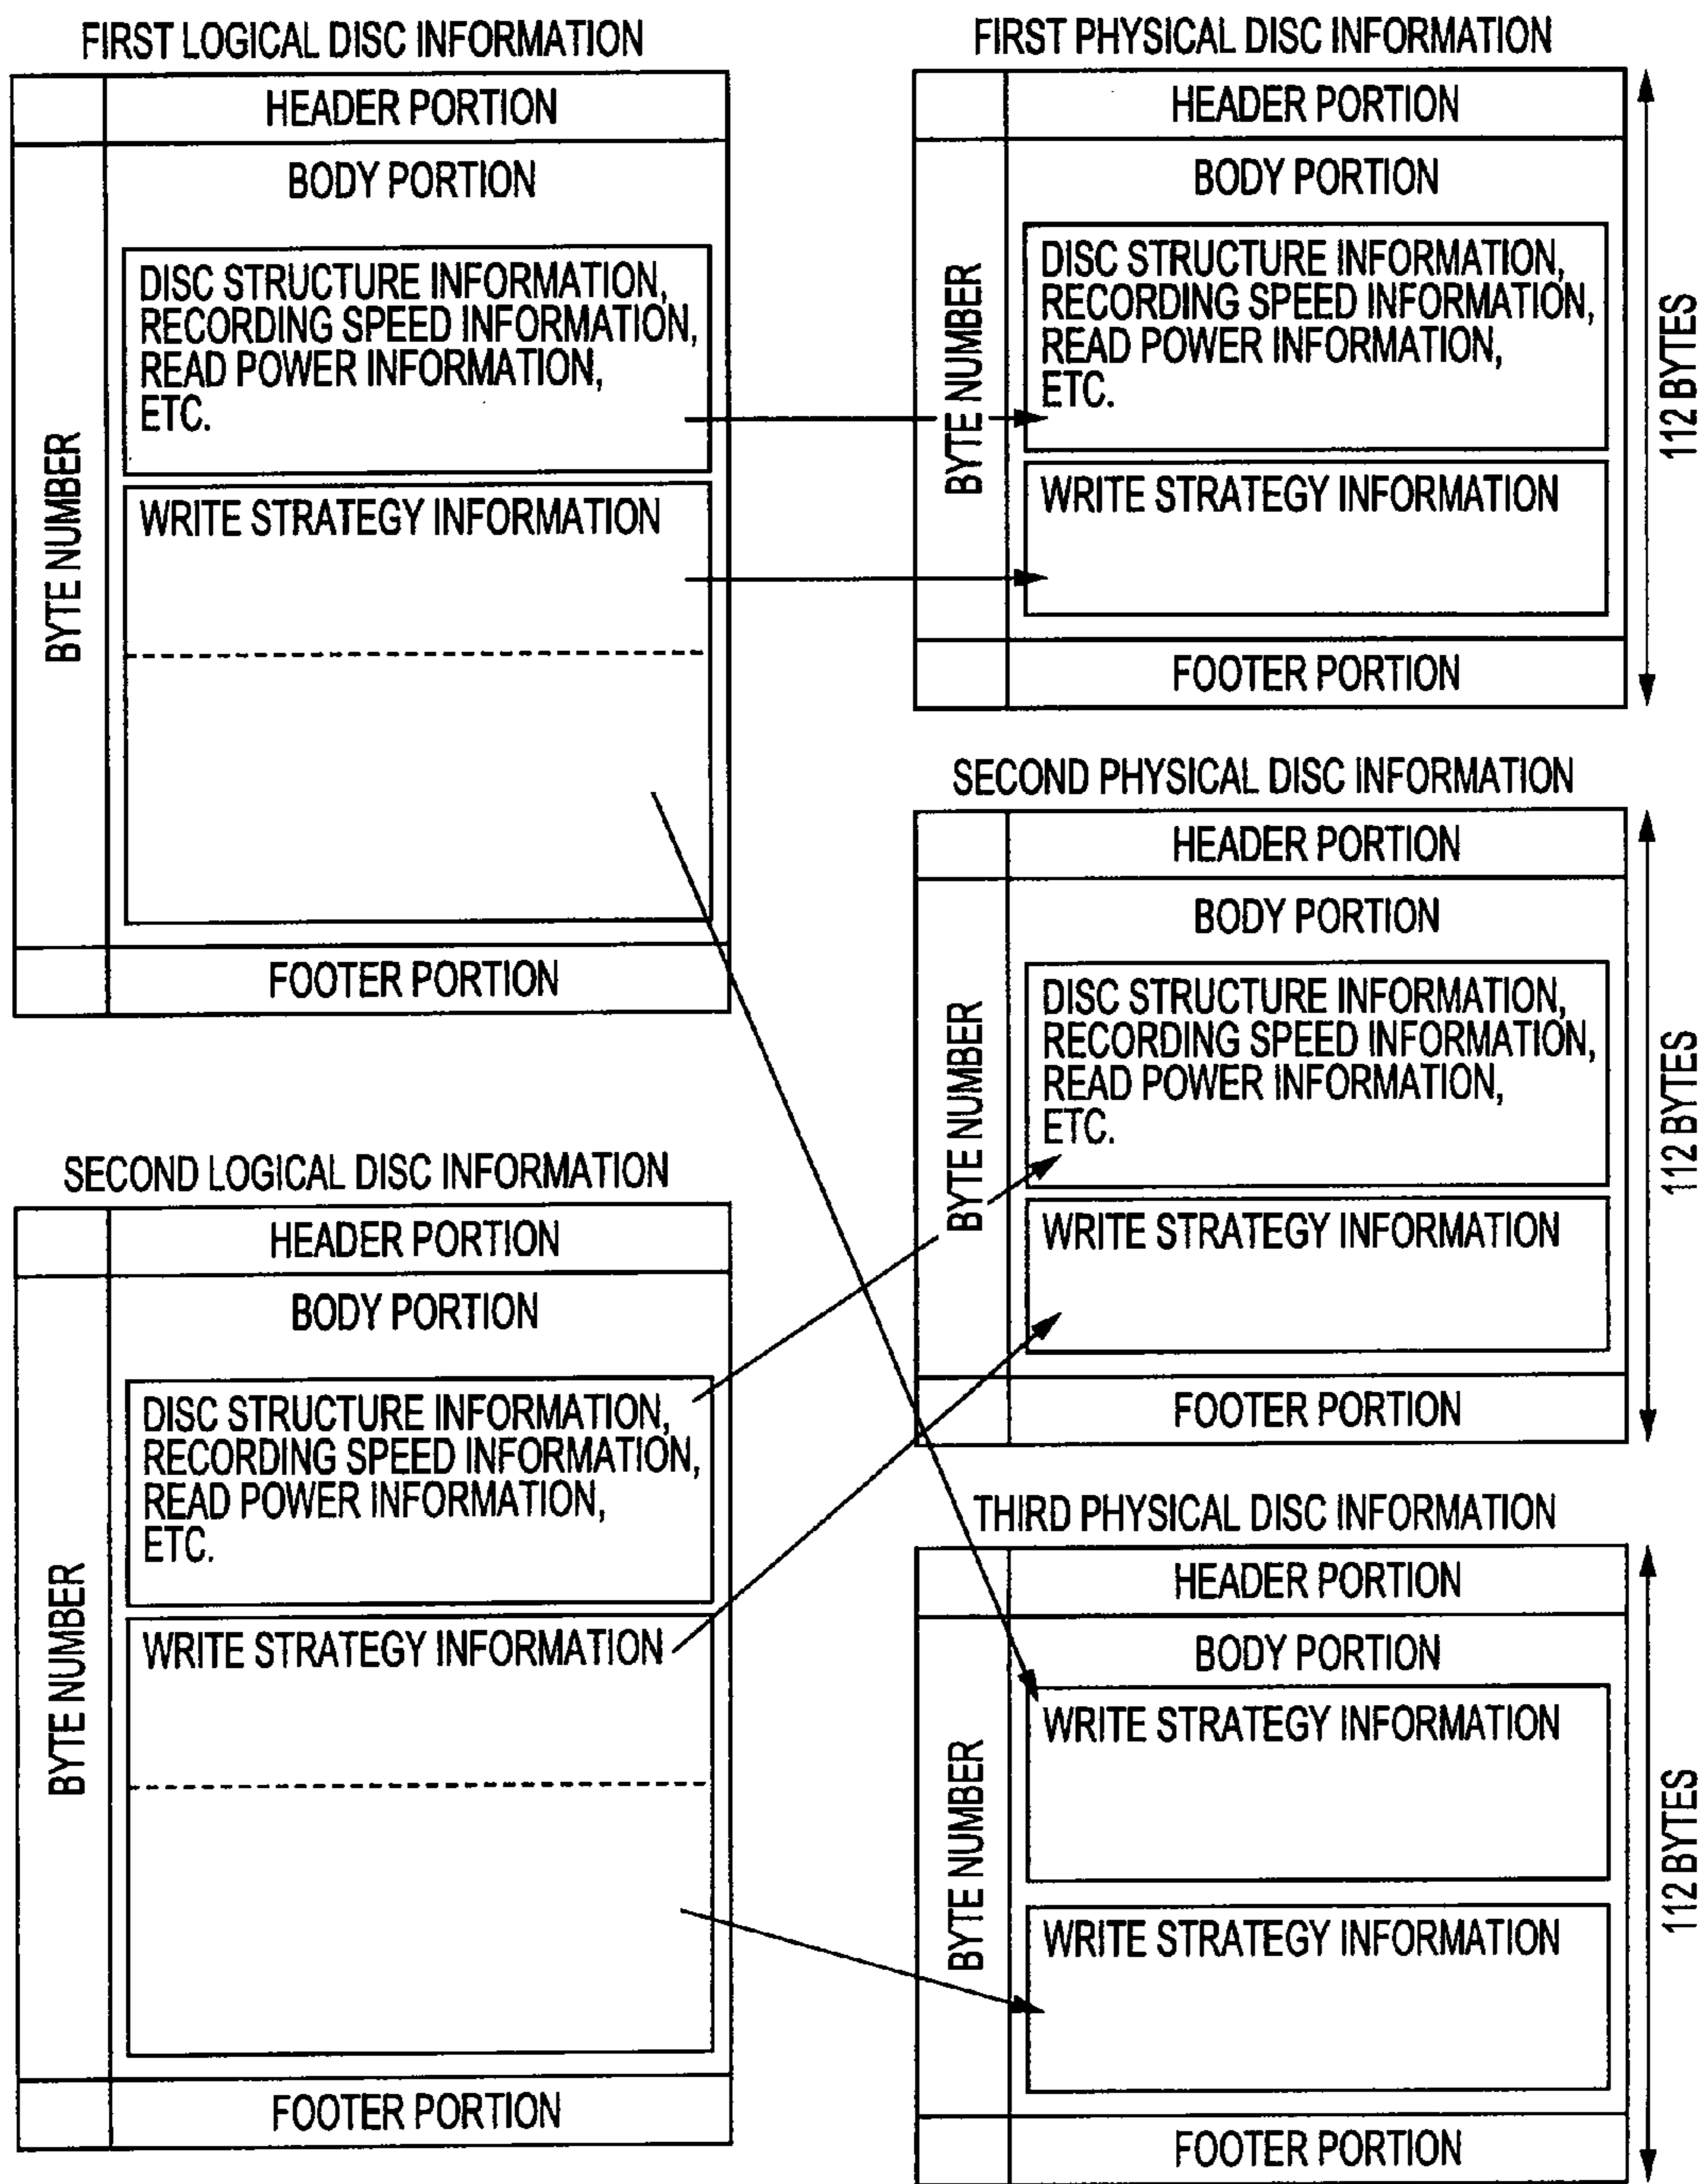 FIRST LOGICAL DISC INFORMATION
HEADER PORTION
BODY PORTION
BYTE NUMBER
DISC STRUCTURE INFORMATION,
RECORDING SPEED INFORMATION,
READ POWER INFORMATION,
ETC.
WRITE STRATEGY INFORMATION
FOOTER PORTION
SECOND LOGICAL DISC INFORMATION
HEADER PORTION
BODY PORTION
BYTE NUMBER
DISC STRUCTURE INFORMATION,
RECORDING SPEED INFORMATION,
READ POWER INFORMATION,
ETC.
WRITE STRATEGY INFORMATION
FOOTER PORTION
FIRST PHYSICAL DISC INFORMATION
HEADER PORTION
BODY PORTION
BYTE NUMBER
DISC STRUCTURE INFORMATION,
RECORDING SPEED INFORMATION,
READ POWER INFORMATION,
ETC.
WRITE STRATEGY INFORMATION
FOOTER PORTION
112 BYTES
SECOND PHYSICAL DISC INFORMATION
HEADER PORTION
BODY PORTION
BYTE NUMBER
DISC STRUCTURE INFORMATION,
RECORDING SPEED INFORMATION,
READ POWER INFORMATION,
ETC.
WRITE STRATEGY INFORMATION
FOOTER PORTION
112 BYTES
THIRD PHYSICAL DISC INFORMATION
HEADER PORTION
BODY PORTION
BYTE NUMBER
WRITE STRATEGY INFORMATION
WRITE STRATEGY INFORMATION
FOOTER PORTION
112 BYTES